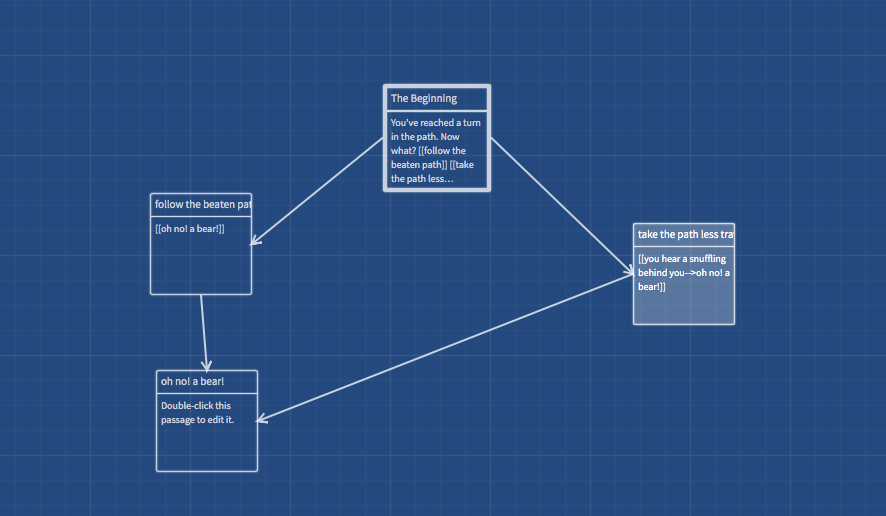 The Beginning
You've reached a turn
in the path. Now
what? [[follow the
beaten path]] [[take
the path less…
follow the beaten pat
[[oh no! a bear!]]
take the path less tra
[[you hear a snuffling
behind you-->oh no! a
bear!]]
oh no! a bear!
Double-click this
passage to edit it.